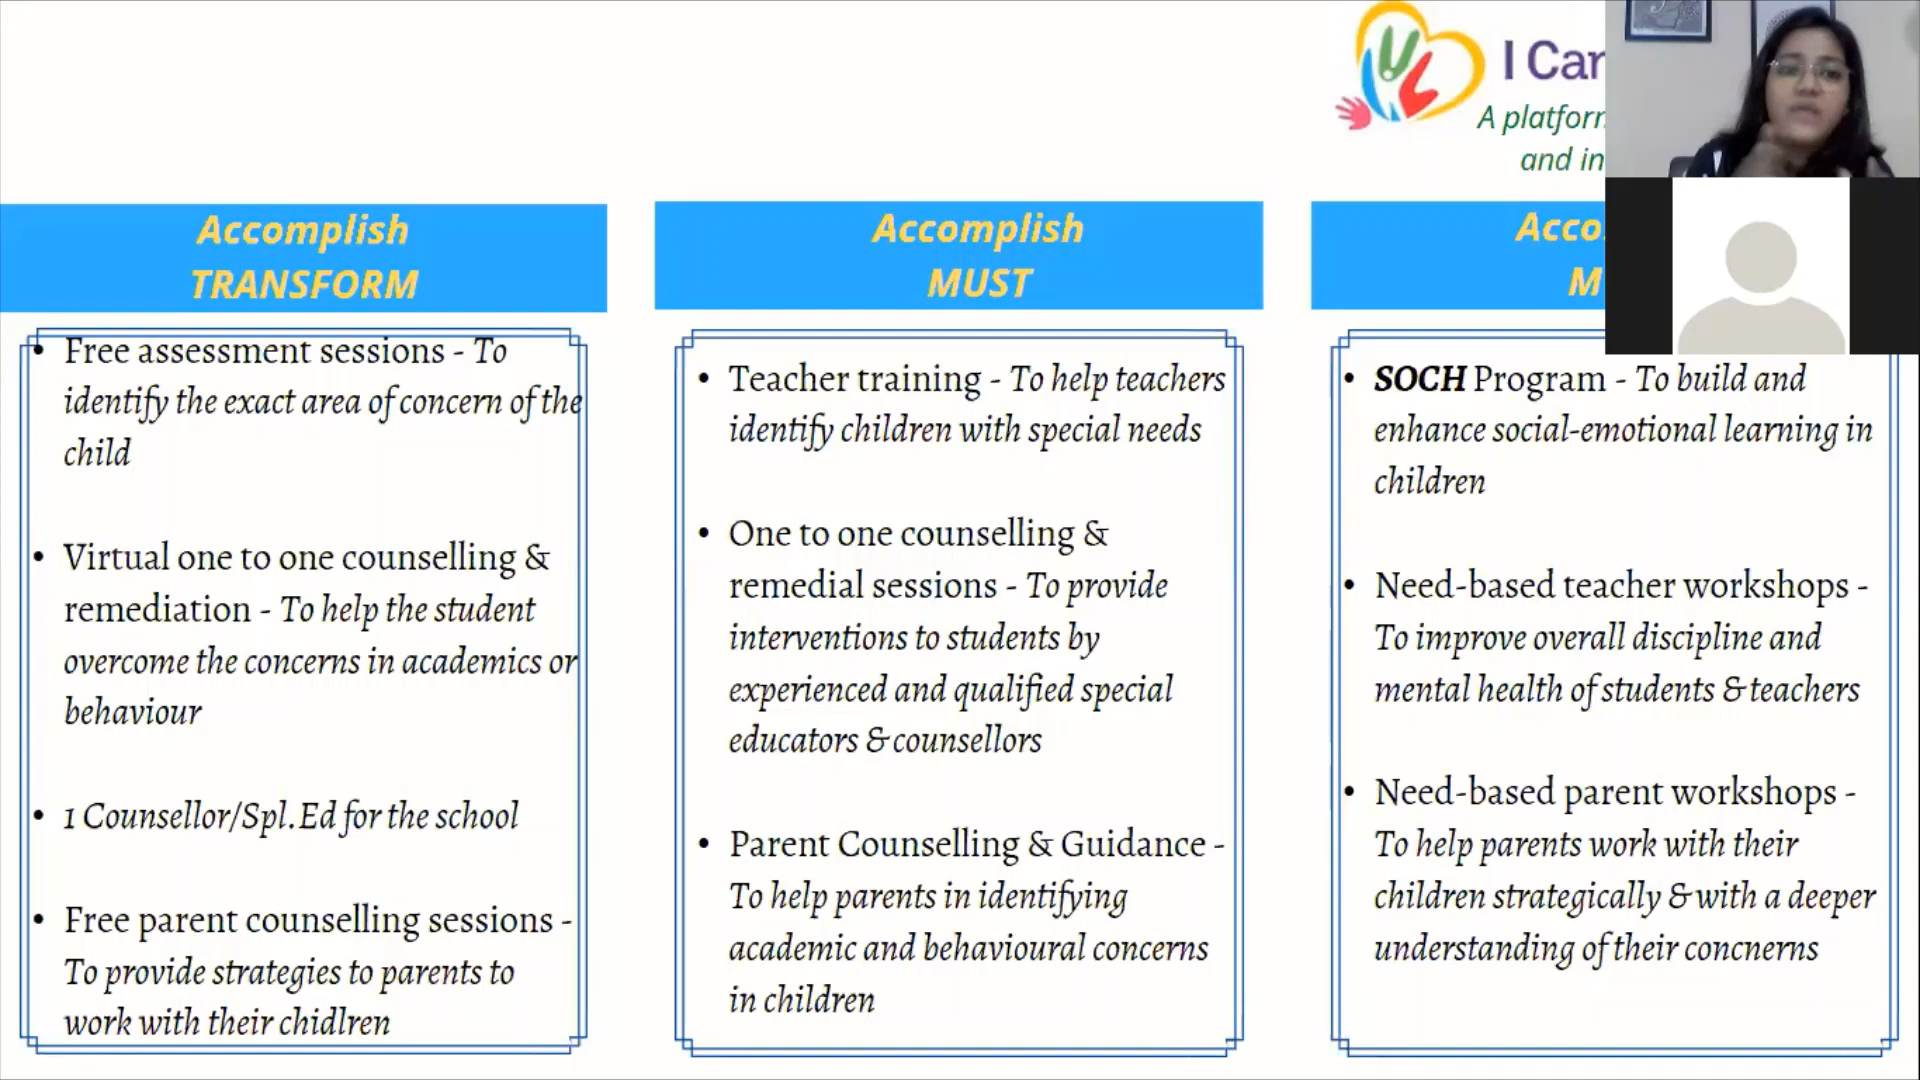 I Car
A platform
and in
Accomplish
TRANSFORM
• Free assessment sessions - To
identify the exact area of concern of the
child
• Virtual one to one counselling &
remediation - To help the student
overcome the concerns in academics or
behaviour
• 1 Counsellor/Spl.Ed for the school
• Free parent counselling sessions -
To provide strategies to parents to
work with their chidlren
Accomplish
MUST
• Teacher training - To help teachers
identify children with special needs
• One to one counselling &
remedial sessions - To provide
interventions to students by
experienced and qualified special
educators & counsellors
• Parent Counselling & Guidance -
To help parents in identifying
academic and behavioural concerns
in children
Acco
M
• SOCH Program - To build and
enhance social-emotional learning in
children
• Need-based teacher workshops -
To improve overall discipline and
mental health of students & teachers
• Need-based parent workshops -
To help parents work with their
children strategically & with a deeper
understanding of their concnerns